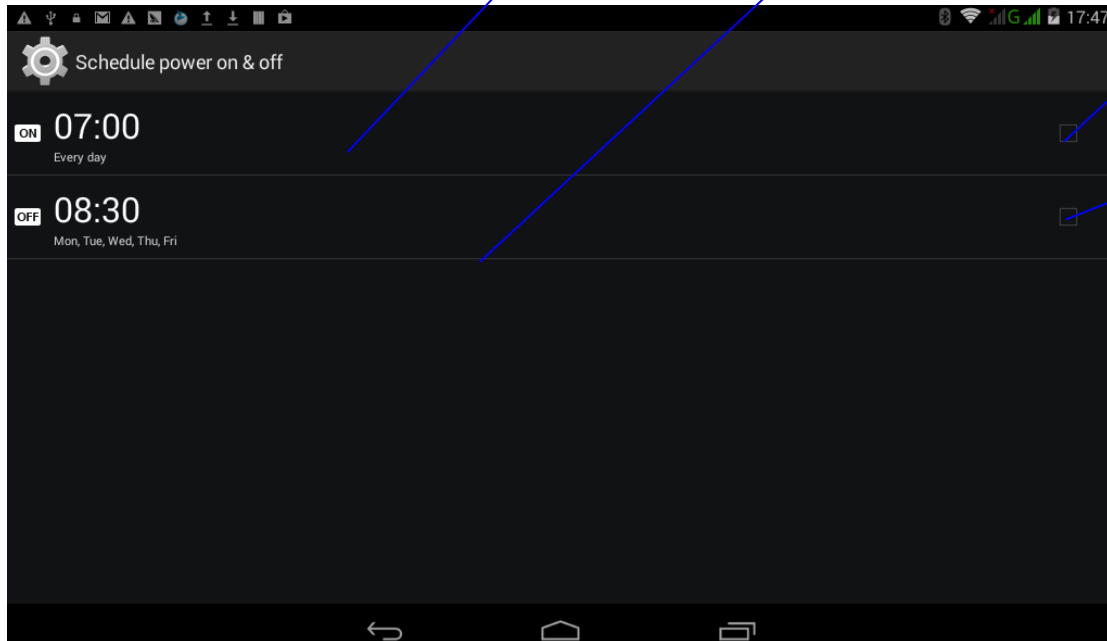 G 17:47
Schedule power on & off
ON 07:00
Every day
OFF 08:30
Mon, Tue, Wed, Thu, Fri